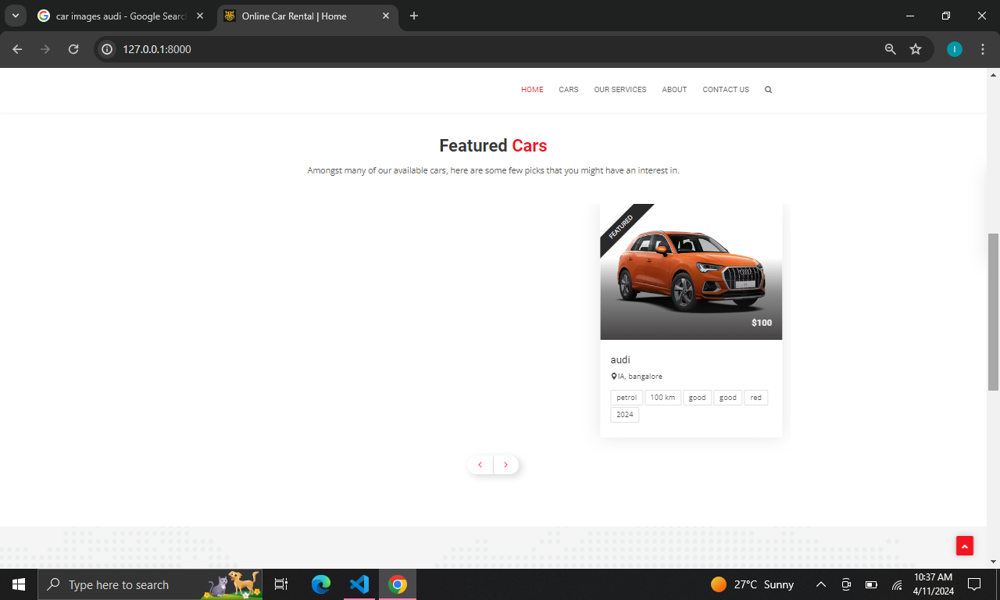 car images audi - Google Searc
Online Car Rental | Home
127.0.0.1:8000
I
HOME CARS OUR SERVICES ABOUT CONTACT US
Featured Cars
Amongst many of our available cars, here are some few picks that you might have an interest in.
FEATURED
$100
audi
IA, bangalore
petrol 100 km good good red
2024
Type here to search
27°C Sunny
10:37 AM
4/11/2024